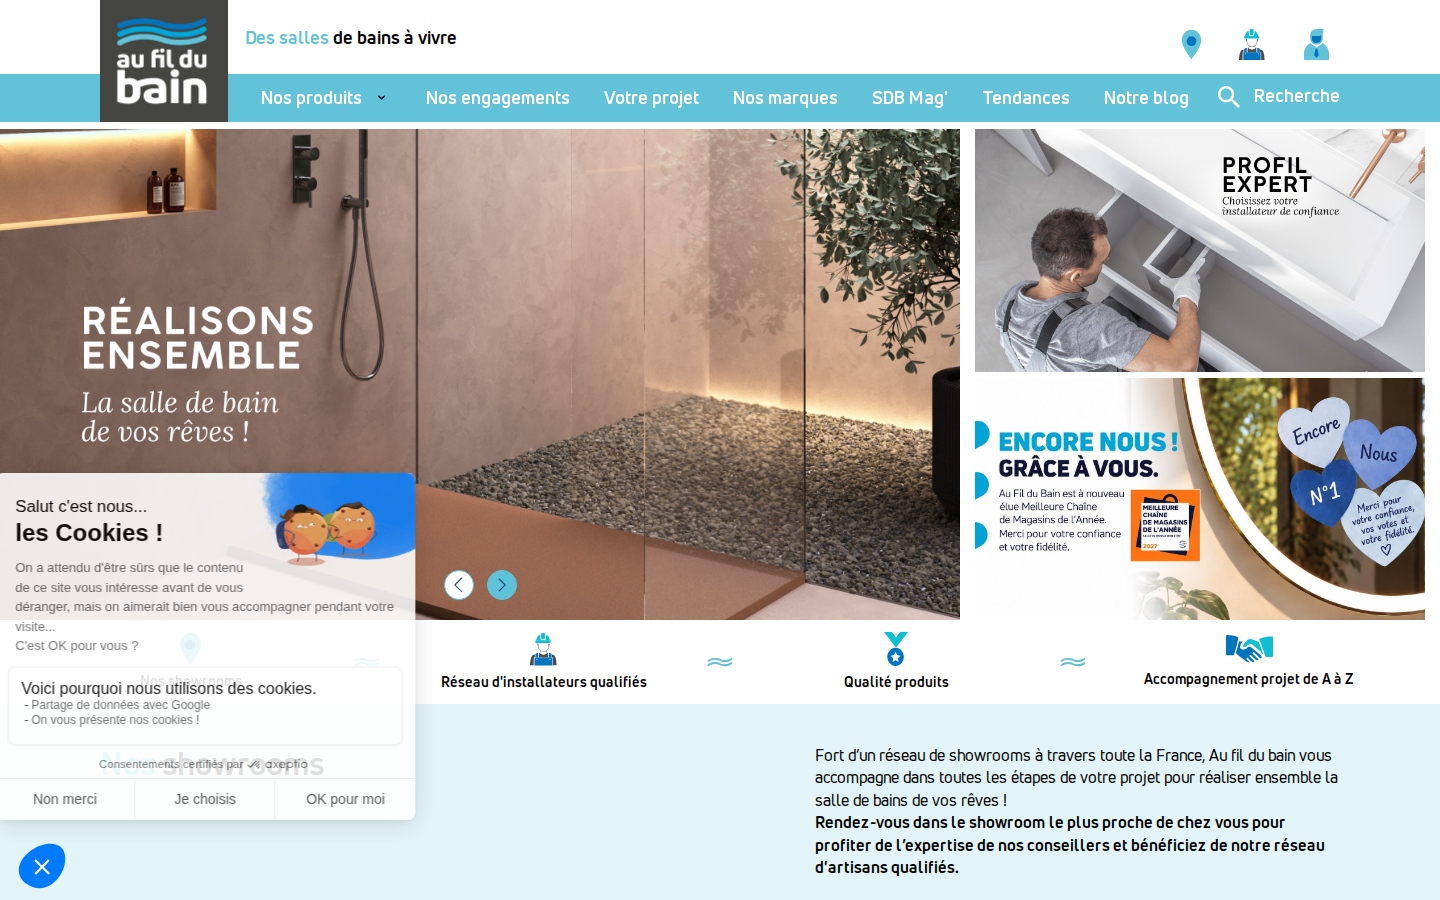 au fil du
bain
Des salles de bains à vivre
Nos produits
Nos engagements
Votre projet
Nos marques
SDB Mag'
Tendances
Notre blog
Recherche
RÉALISONS
ENSEMBLE
La salle de bain
de vos rêves !
PROFIL
EXPERT
Choisissez votre
installateur de confiance
ENCORE NOUS !
GRÂCE À VOUS.
Au Fil du Bain est à nouveau
élue Meilleure Chaîne
de Magasins de l'Année.
Merci pour votre confiance
et votre fidélité.
MEILLEURE
CHAÎNE
DE MAGASINS
DE L'ANNÉE
2027
Encore
Nous
N°1
Merci pour
votre confiance,
vos votes et
votre fidélité.
Salut c'est nous...
les Cookies !
On a attendu d'être sûrs que le contenu
de ce site vous intéresse avant de vous
déranger, mais on aimerait bien vous accompagner pendant votre
visite...
C'est OK pour vous ?
Nos showrooms
Voici pourquoi nous utilisons des cookies.
- Partage de données avec Google
- On vous présente nos cookies !
Nos showrooms
Consentements certifiés par axeptio
Non merci
Je choisis
OK pour moi
Réseau d'installateurs qualifiés
Qualité produits
Accompagnement projet de A à Z
Fort d’un réseau de showrooms à travers toute la France, Au fil du bain vous
accompagne dans toutes les étapes de votre projet pour réaliser ensemble la
salle de bains de vos rêves !
Rendez-vous dans le showroom le plus proche de chez vous pour
profiter de l’expertise de nos conseillers et bénéficiez de notre réseau
d'artisans qualifiés.